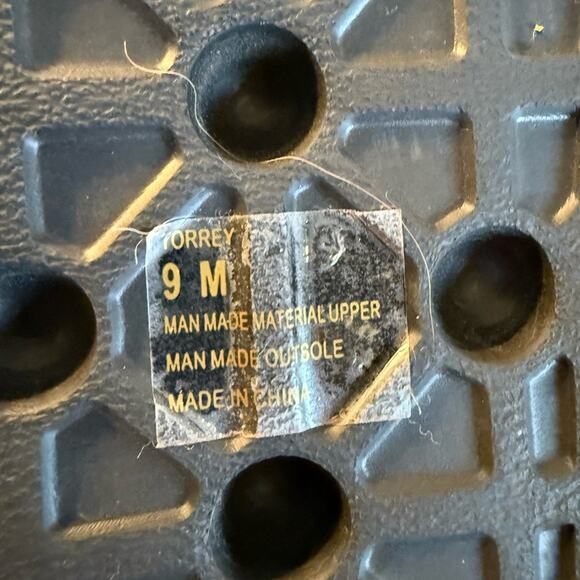 TORREY
9 M
MAN MADE MATERIAL UPPER
MAN MADE OUTSOLE
MADE IN CHINA